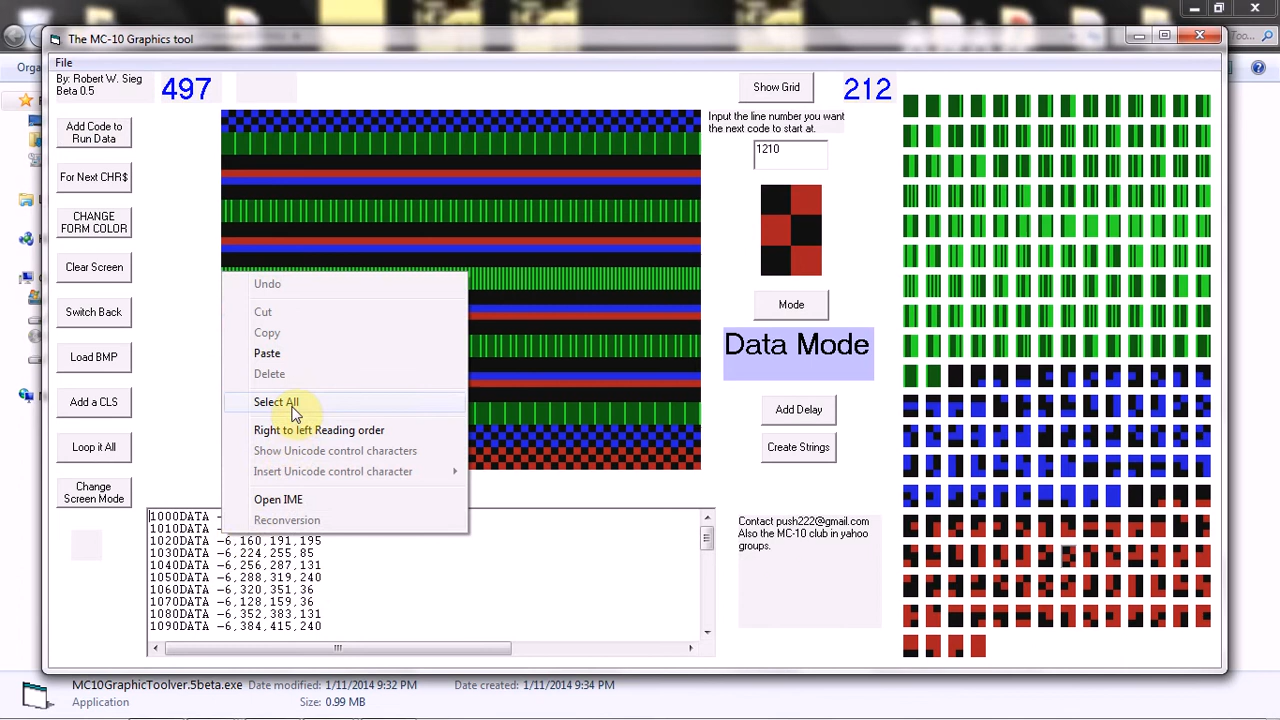 The MC-10 Graphics tool
File
Orga
Too...
By: Robert W. Sieg
Beta 0.5
497
Show Grid
212
Add Code to
Run It All
For Next CHR$
CHANGE
FORM COLOR
Clear Screen
Switch Back
Load BMP
Add a CLS
Loop it All
Change
Screen Mode
Input the line number you want
the next code to start at.
1210
Mode
Data Mode
Add Delay
Create Strings
Undo
Cut
Copy
Paste
Delete
Select All
Right to left Reading order
Show Unicode control characters
Insert Unicode control character
Open IME
Reconversion
1000DATA -
1010DATA -
1020DATA -6,160,191,195
1030DATA -6,224,255,85
1040DATA -6,256,287,131
1050DATA -6,288,319,240
1060DATA -6,320,351,36
1070DATA -6,128,159,36
1080DATA -6,352,383,131
1090DATA -6,384,415,240
Contact push222@gmail.com
Also the MC-10 club in yahoo
groups.
MC10GraphicToolver.5beta.exe
Date modified: 1/11/2014 9:32 PM
Date created: 1/11/2014 9:34 PM
Application
Size: 0.99 MB